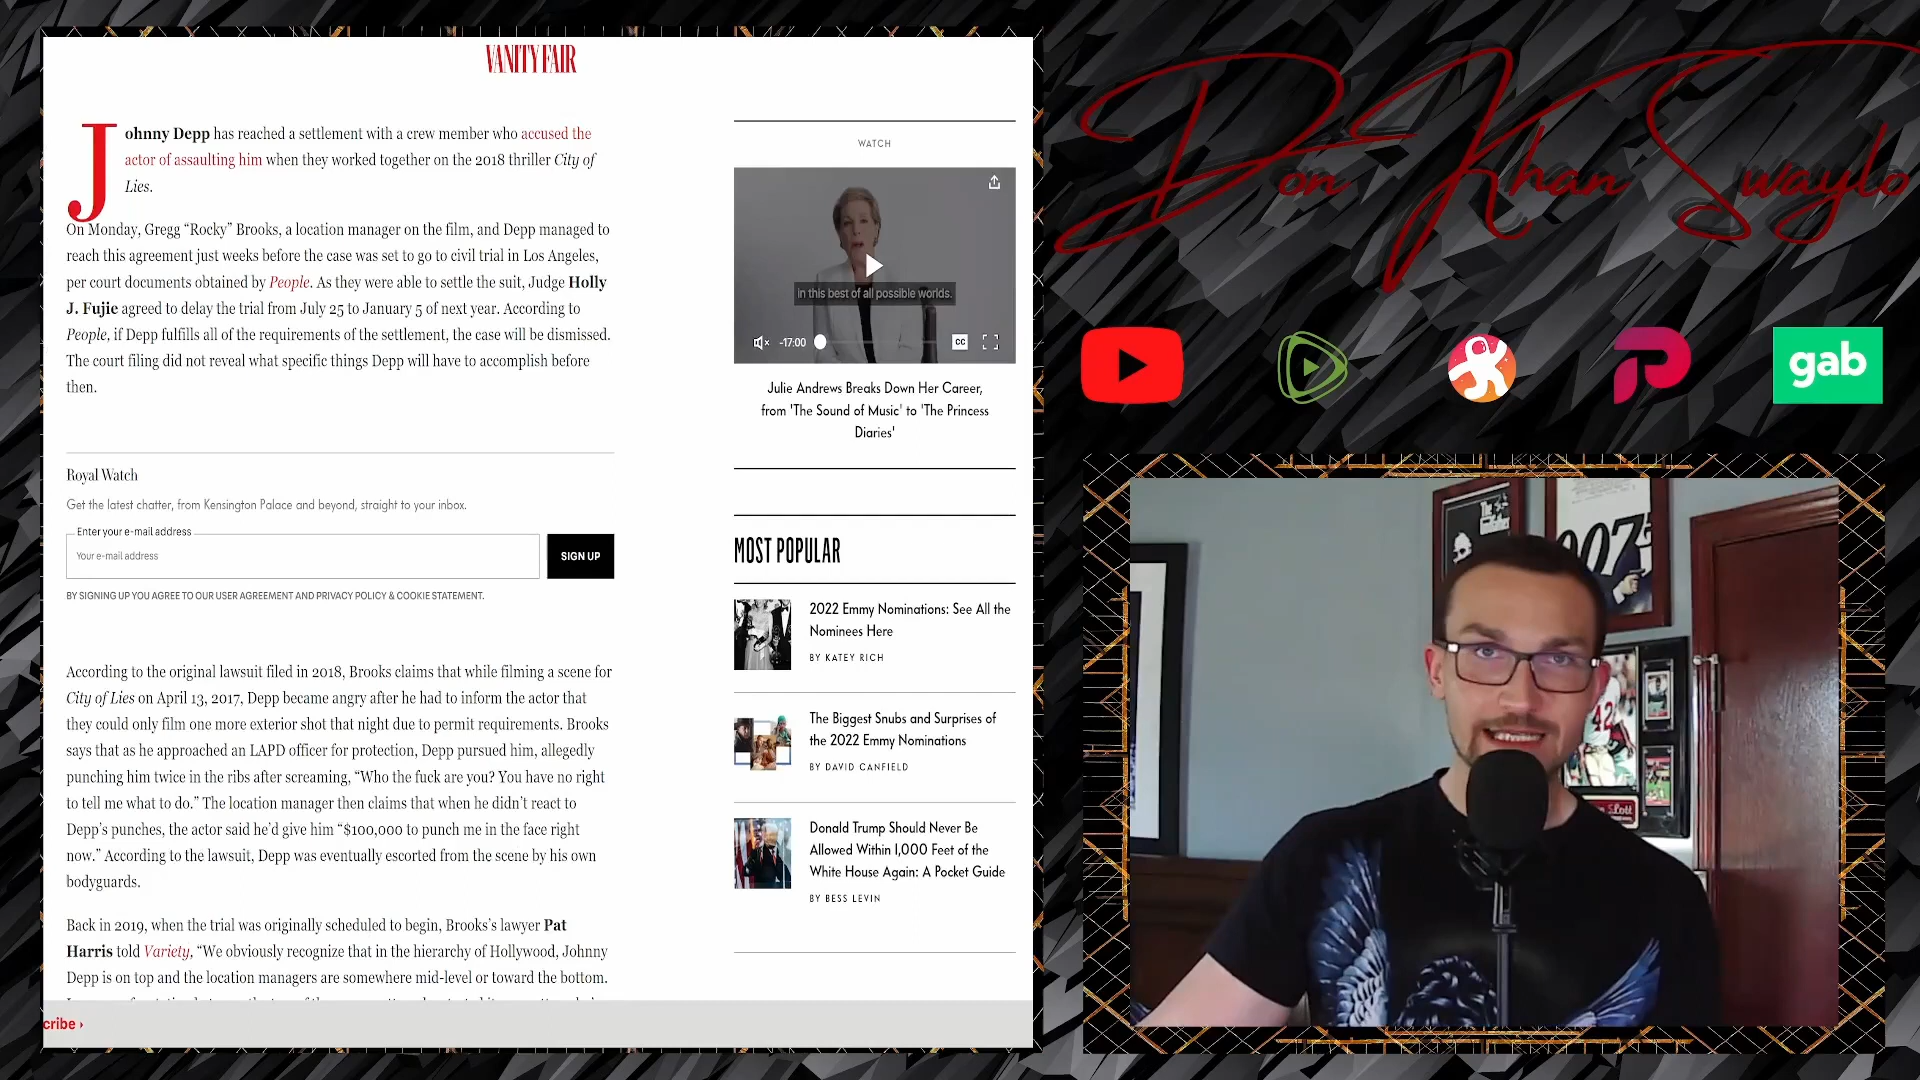 VANITY FAIR
Johnny Depp has reached a settlement with a crew member who accused the
actor of assaulting him when they worked together on the 2018 thriller City of
Lies.
On Monday, Gregg “Rocky” Brooks, a location manager on the film, and Depp managed to
reach this agreement just weeks before the case was set to go to civil trial in Los Angeles,
per court documents obtained by People. As they were able to settle the suit, Judge Holly
J. Fujie agreed to delay the trial from July 25 to January 5 of next year. According to
People, if Depp fulfills all of the requirements of the settlement, the case will be dismissed.
The court filing did not reveal what specific things Depp will have to accomplish before
then.
Royal Watch
Get the latest chatter, from Kensington Palace and beyond, straight to your inbox.
Enter your e-mail address
Your e-mail address
SIGN UP
BY SIGNING UP YOU AGREE TO OUR USER AGREEMENT AND PRIVACY POLICY & COOKIE STATEMENT.
According to the original lawsuit filed in 2018, Brooks claims that while filming a scene for
City of Lies on April 13, 2017, Depp became angry after he had to inform the actor that
they could only film one more exterior shot that night due to permit requirements. Brooks
says that as he approached an LAPD officer for protection, Depp pursued him, allegedly
punching him twice in the ribs after screaming, “Who the fuck are you? You have no right
to tell me what to do.” The location manager then claims that when he didn’t react to
Depp’s punches, the actor said he’d give him “$100,000 to punch me in the face right
now.” According to the lawsuit, Depp was eventually escorted from the scene by his own
bodyguards.
Back in 2019, when the trial was originally scheduled to begin, Brooks’s lawyer Pat
Harris told Variety, “We obviously recognize that in the hierarchy of Hollywood, Johnny
Depp is on top and the location managers are somewhere mid-level or toward the bottom.
cribe ›
WATCH
In this best of all possible worlds.
-17:00
CC
Julie Andrews Breaks Down Her Career,
from 'The Sound of Music' to 'The Princess
Diaries'
MOST POPULAR
2022 Emmy Nominations: See All the
Nominees Here
BY KATEY RICH
The Biggest Snubs and Surprises of
the 2022 Emmy Nominations
BY DAVID CANFIELD
Donald Trump Should Never Be
Allowed Within 1,000 Feet of the
White House Again: A Pocket Guide
BY BESS LEVIN
Don Khan Swaylo
gab
007
42